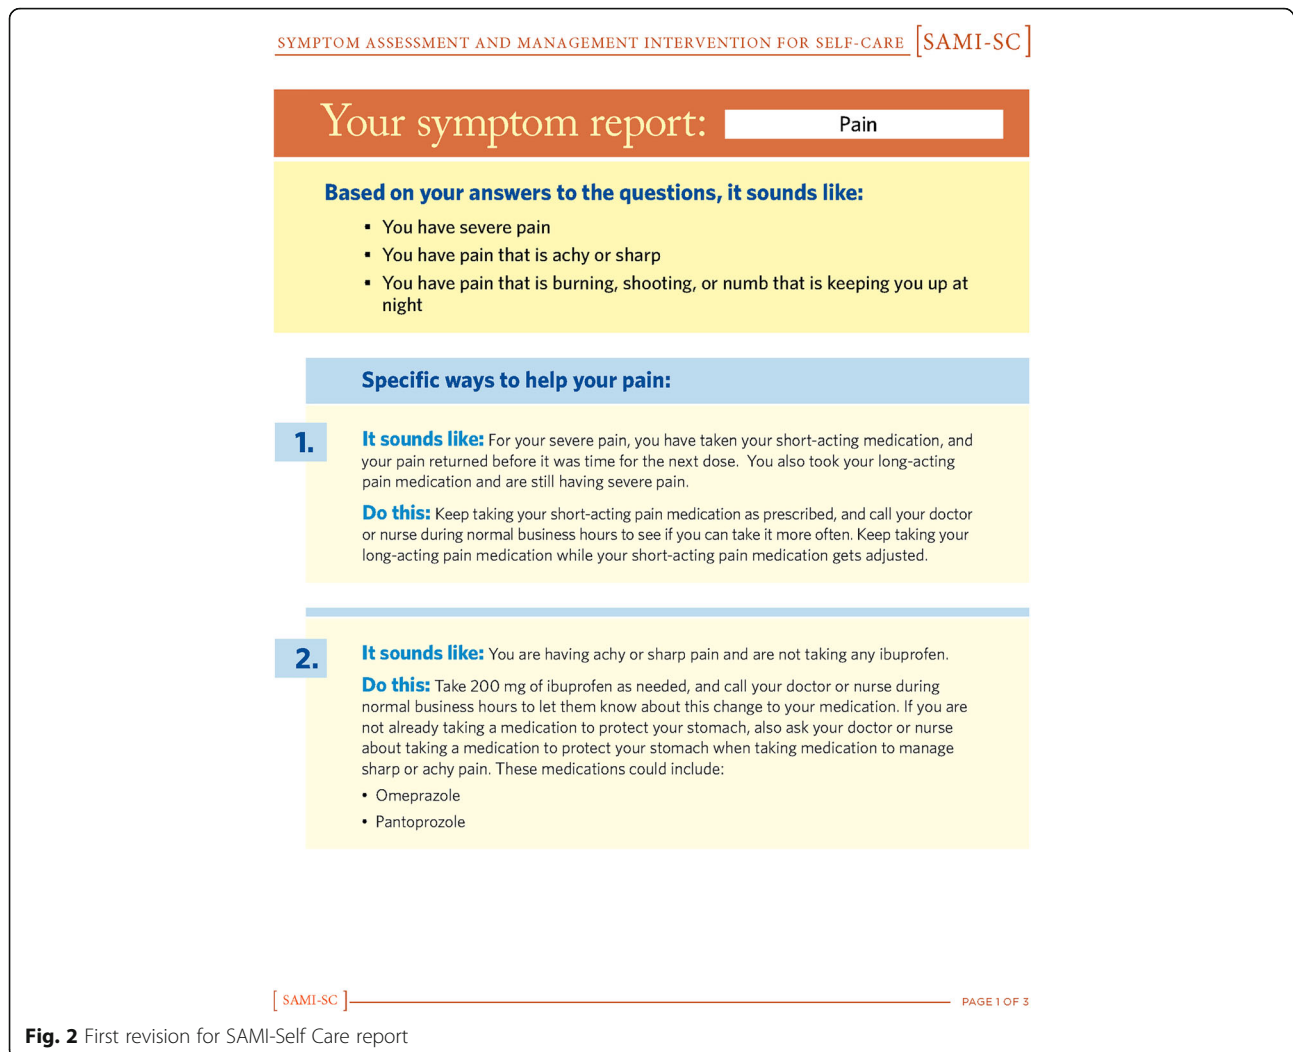 SYMPTOM ASSESSMENT AND MANAGEMENT INTERVENTION FOR SELF-CARE [SAMI-SC]
Your symptom report: Pain
Based on your answers to the questions, it sounds like:
▪ You have severe pain
▪ You have pain that is achy or sharp
▪ You have pain that is burning, shooting, or numb that is keeping you up at
night
Specific ways to help your pain:
1. It sounds like: For your severe pain, you have taken your short-acting medication, and
your pain returned before it was time for the next dose. You also took your long-acting
pain medication and are still having severe pain.
Do this: Keep taking your short-acting pain medication as prescribed, and call your doctor
or nurse during normal business hours to see if you can take it more often. Keep taking your
long-acting pain medication while your short-acting pain medication gets adjusted.
2. It sounds like: You are having achy or sharp pain and are not taking any ibuprofen.
Do this: Take 200 mg of ibuprofen as needed, and call your doctor or nurse during
normal business hours to let them know about this change to your medication. If you are
not already taking a medication to protect your stomach, also ask your doctor or nurse
about taking a medication to protect your stomach when taking medication to manage
sharp or achy pain. These medications could include:
• Omeprazole
• Pantoprozole
[ SAMI-SC ] PAGE 1 OF 3
Fig. 2 First revision for SAMI-Self Care report